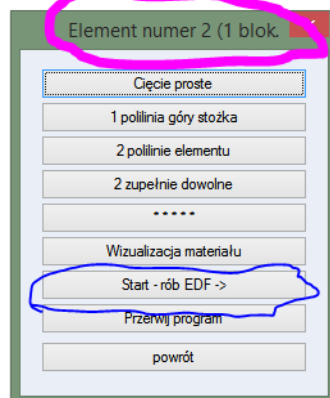 Element numer 2 (1 blok.
Cięcie proste
1 polilinia góry stożka
2 polilinie elementu
2 zupełnie dowolne
*****
Wizualizacja materiału
Start - rób EDF ->
Przerwij program
powrót